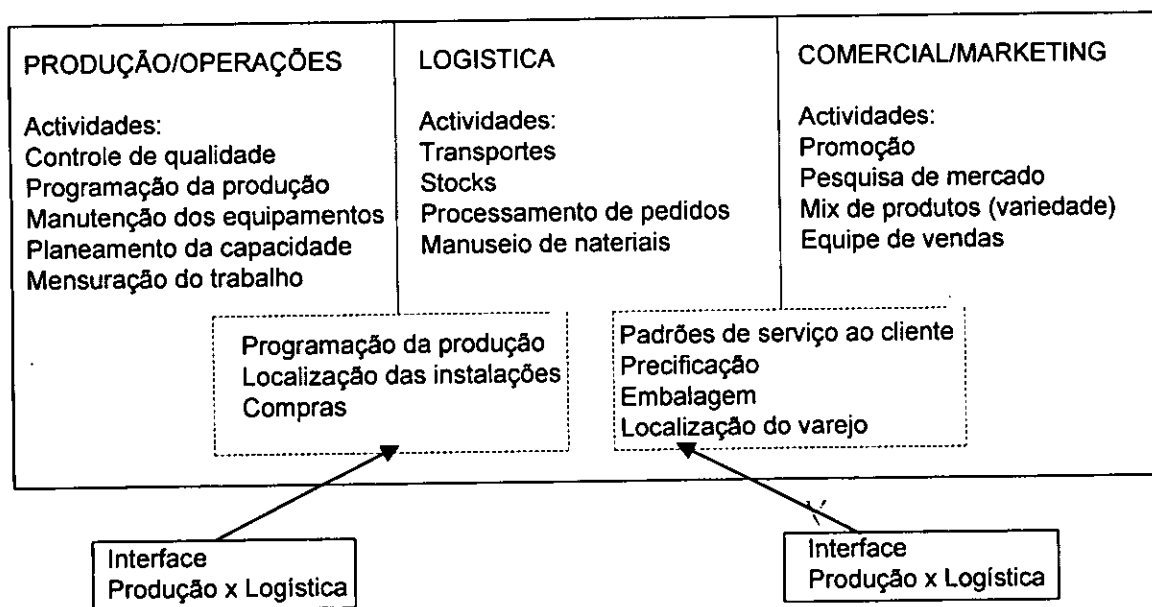 PRODUÇÃO/OPERAÇÕES
Actividades:
Controle de qualidade
Programação da produção
Manutenção dos equipamentos
Planeamento da capacidade
Mensuração do trabalho
LOGISTICA
Actividades:
Transportes
Stocks
Processamento de pedidos
Manuseio de nateriais
COMERCIAL/MARKETING
Actividades:
Promoção
Pesquisa de mercado
Mix de produtos (variedade)
Equipe de vendas
Programação da produção
Localização das instalações
Compras
Padrões de serviço ao cliente
Precificação
Embalagem
Localização do varejo
Interface
Produção x Logística
Interface
Produção x Logística